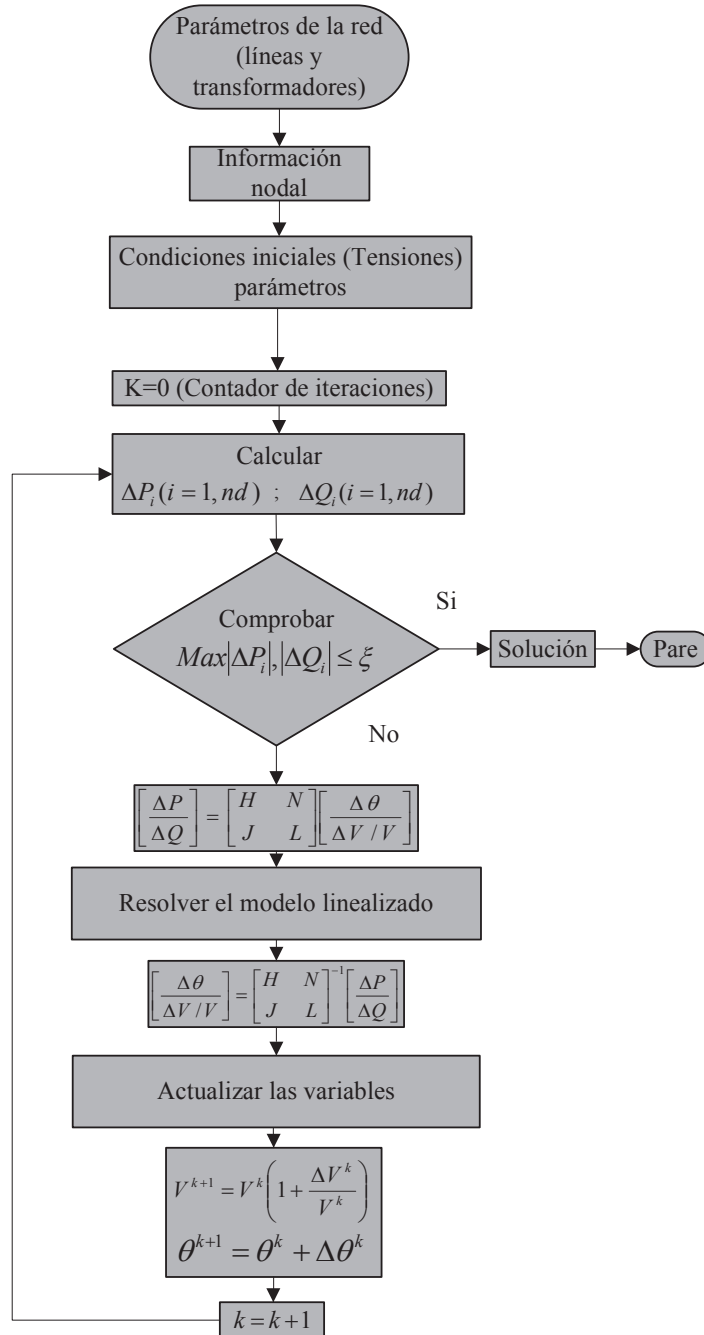 Parámetros de la red
(líneas y
transformadores)
Información
nodal
Condiciones iniciales (Tensiones)
parámetros
K=0 (Contador de iteraciones)
Calcular
ΔP_i(i = 1, nd) ; ΔQ_i(i = 1, nd)
Comprobar
Max|ΔP_i|,|ΔQ_i| ≤ ξ
Si
Solución
Pare
No
[ΔP / ΔQ] = [H N; J L] [Δθ / ΔV / V]
Resolver el modelo linealizado
[Δθ / ΔV / V] = [H N; J L]^{-1} [ΔP / ΔQ]
Actualizar las variables
V^{k+1} = V^k (1 + ΔV^k / V^k)
θ^{k+1} = θ^k + Δθ^k
k = k+1